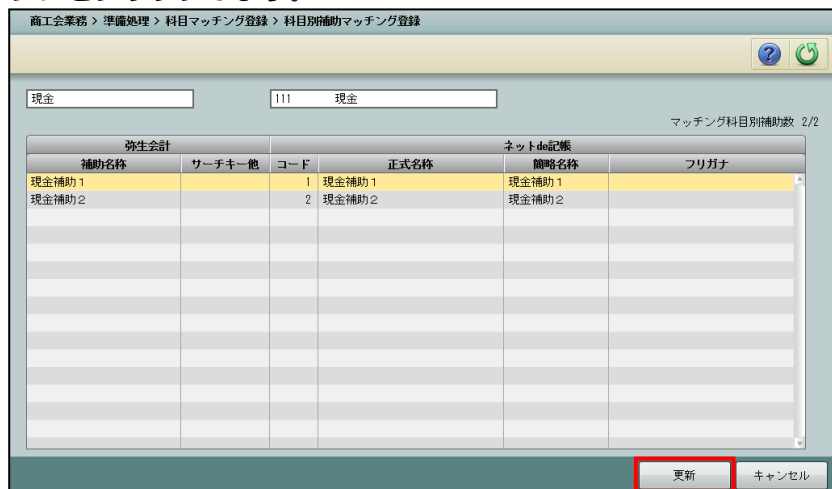 商工会業務 > 準備処理 > 科目マッチング登録 > 科目別補助マッチング登録
現金 111 現金
マッチング科目別補助数 2/2
弥生会計 ネットde記帳
補助名称 サーチキー他 コード 正式名称 簡略名称 フリガナ
現金補助1 1 現金補助1 現金補助1
現金補助2 2 現金補助2 現金補助2
更新 キャンセル